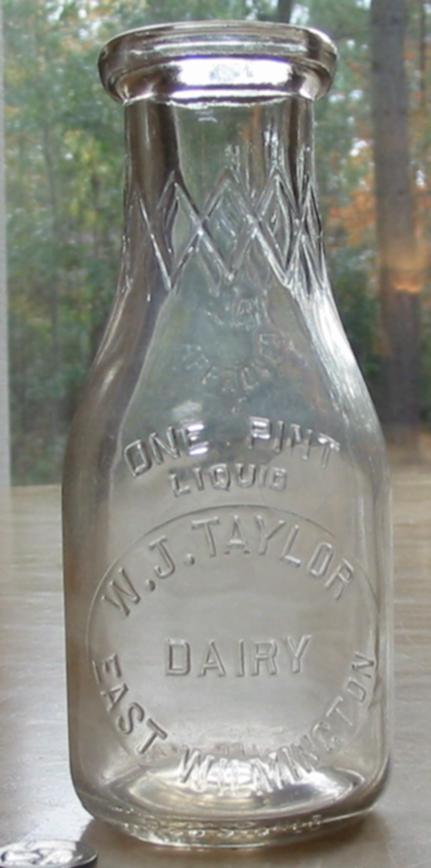 ONE PINT
LIQUID
W.J. TAYLOR
DAIRY
EAST WILMINGTON